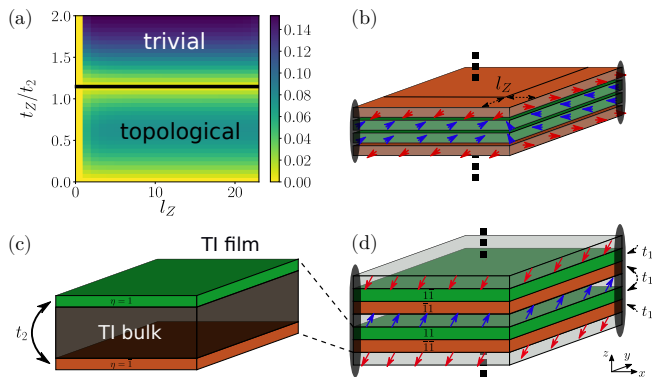 (a)
2.0
1.5
1.0
0.5
0.0
t_Z/t_2
trivial
topological
0
10
20
l_Z
0.14
0.12
0.10
0.08
0.06
0.04
0.02
0.00
(b)
l_Z
(c)
TI film
η = 1
TI bulk
η = 1̄
t_2
(d)
t_1
t_1
t_1
11̄
1̄1
11
1̄1̄
z
y
x